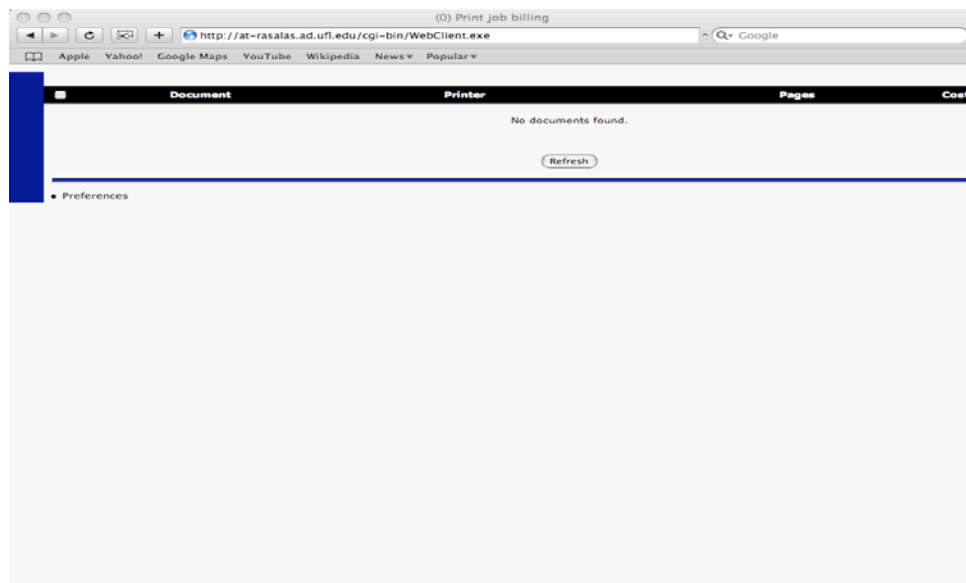 (0) Print job billing
http://at-rasalas.ad.ufl.edu/cgi-bin/WebClient.exe Google
Apple Yahoo! Google Maps YouTube Wikipedia News Popular
Document Printer Pages Cost
No documents found.
Refresh
• Preferences